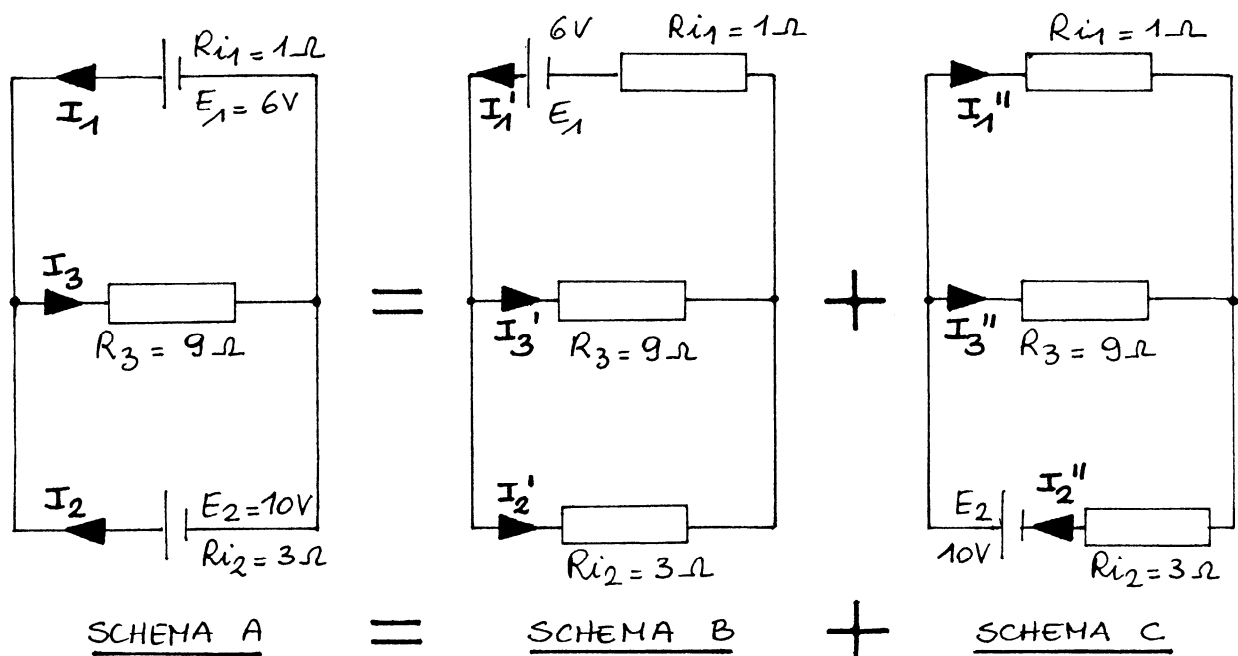 Ri1 = 1Ω
I1
E1 = 6V
I3
R3 = 9Ω
I2
E2 = 10V
Ri2 = 3Ω
SCHEMA A
=
6V
Ri1 = 1Ω
I1'
E1
I3'
R3 = 9Ω
I2'
Ri2 = 3Ω
=
SCHEMA B
+
Ri1 = 1Ω
I1"
I3"
R3 = 9Ω
E2
I2"
10V
Ri2 = 3Ω
+
SCHEMA C